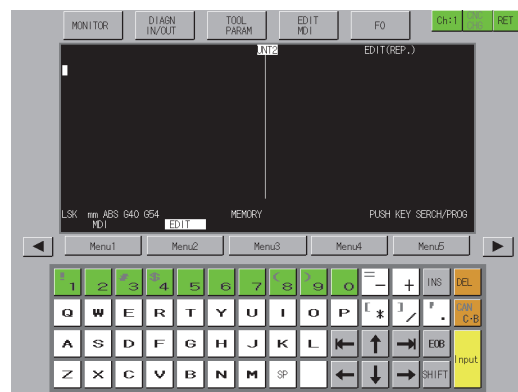 MONITOR DIAGN IN/OUT TOOL PARAM EDIT MDI F0 Ch:1 CNC CHG RET
UNT2 EDIT(REP.)
LSK mm ABS G40 G54 MEMORY PUSH KEY SERCH/PROG
MDI EDIT
Menu1 Menu2 Menu3 Menu4 Menu5
! 1 2 # 3 $ 4 5 6 7 ( 8 ) 9 0 = - + INS DEL
Q W E R T Y U I O P [ * ] / . CAN C·B
A S D F G H J K L EOB Input
Z X C V B N M SP SHIFT